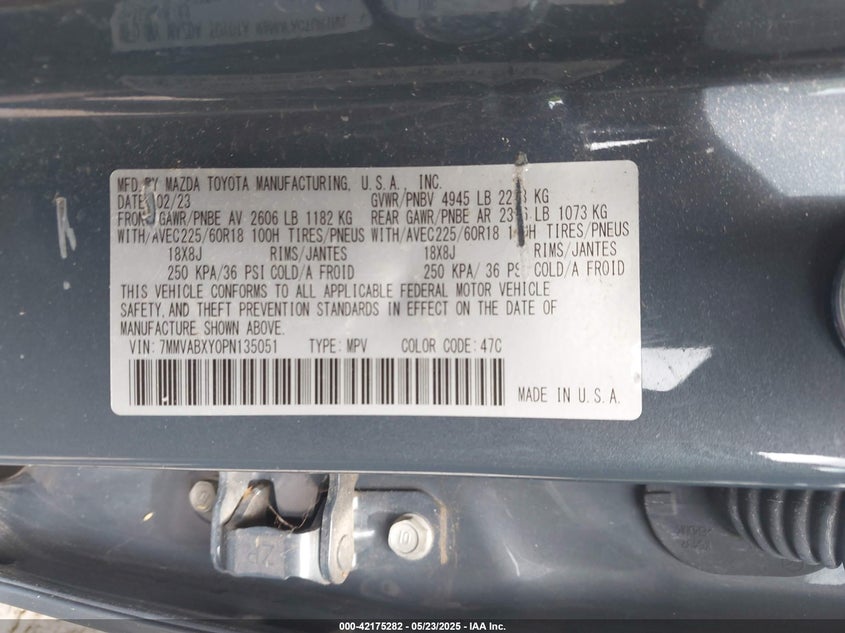 MFD. BY MAZDA TOYOTA MANUFACTURING, U.S.A., INC.
DATE: 02/23 GVWR/PNBV 4945 LB KG
FRONT GAWR/PNBE AV 2606 LB 1182 KG REAR GAWR/PNBE AR LB 1073 KG
WITH/AVEC225/60R18 100H TIRES/PNEUS WITH/AVEC225/60R18 TIRES/PNEUS
18X8J RIMS/JANTES 18X8J RIMS/JANTES
250 KPA/36 PSI COLD/A FROID 250 KPA/ 36 COLD/A FROID
THIS VEHICLE CONFORMS TO ALL APPLICABLE FEDERAL MOTOR VEHICLE
SAFETY, AND THEFT PREVENTION STANDARDS IN EFFECT ON THE DATE OF
MANUFACTURE SHOWN ABOVE.
VIN: 7MMVABXY0PN135051 TYPE: MPV COLOR CODE: 47C
MADE IN U.S.A.
000-42175282 - 05/23/2025 - IAA Inc.